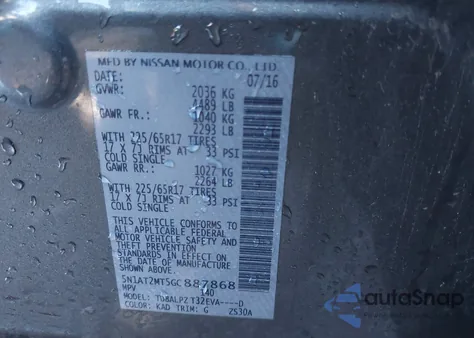 MFD BY NISSAN MOTOR CO., LTD.
DATE: 07/16
GVWR: 2036 KG
4489 LB
GAWR FR.: 1040 KG
2293 LB
WITH 225/65R17 TIRES
17 X 7J RIMS AT 33 PSI
COLD SINGLE
GAWR RR.: 1027 KG
2264 LB
WITH 225/65R17 TIRES
17 X 7J RIMS AT 33 PSI
COLD SINGLE
THIS VEHICLE CONFORMS TO
ALL APPLICABLE FEDERAL
MOTOR VEHICLE SAFETY AND
THEFT PREVENTION
STANDARDS IN EFFECT ON
THE DATE OF MANUFACTURE
SHOWN ABOVE.
5N1AT2MT5GC887868
140
MODEL: TDBALPZ T32EVA----D
COLOR: KAD TRIM: G 2S30A
autoSnap